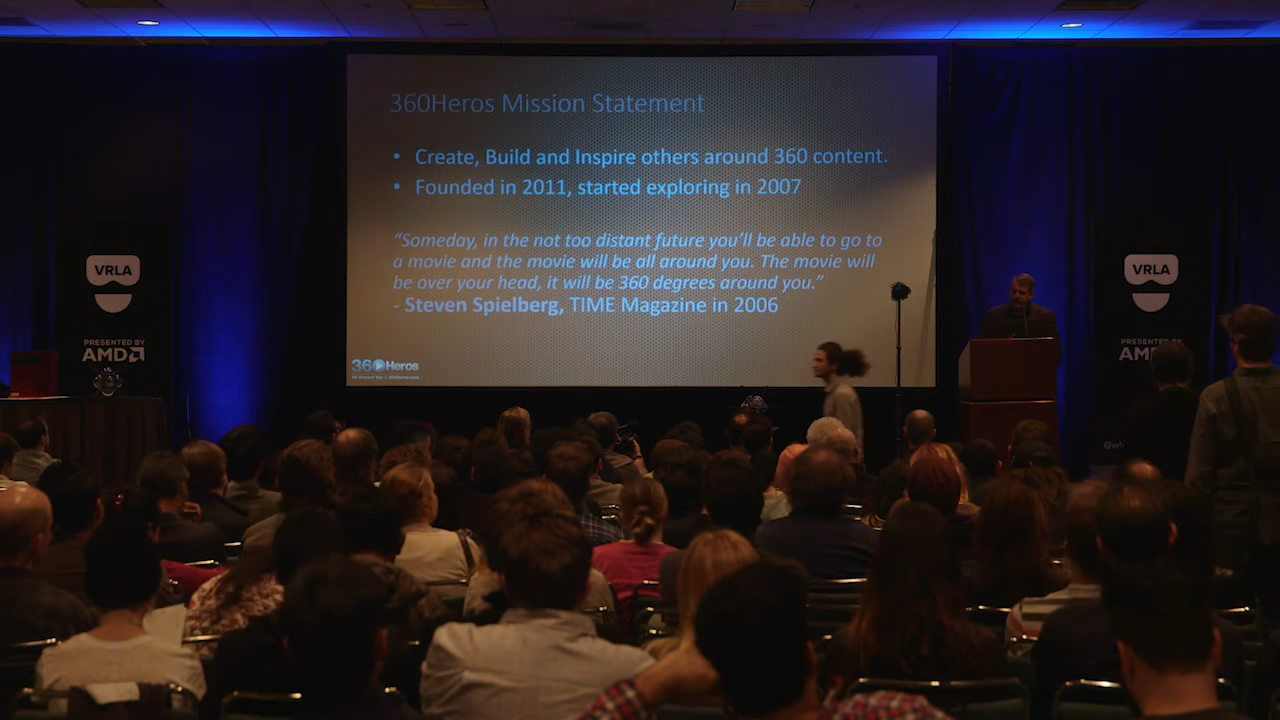 360Heros Mission Statement
• Create, Build and Inspire others around 360 content.
• Founded in 2011, started exploring in 2007
“Someday, in the not too distant future you’ll be able to go to
a movie and the movie will be all around you. The movie will
be over your head, it will be 360 degrees around you.”
- Steven Spielberg, TIME Magazine in 2006
360Heros
VRLA
PRESENTED BY
AMD
VRLA
PRESENTED BY
AM